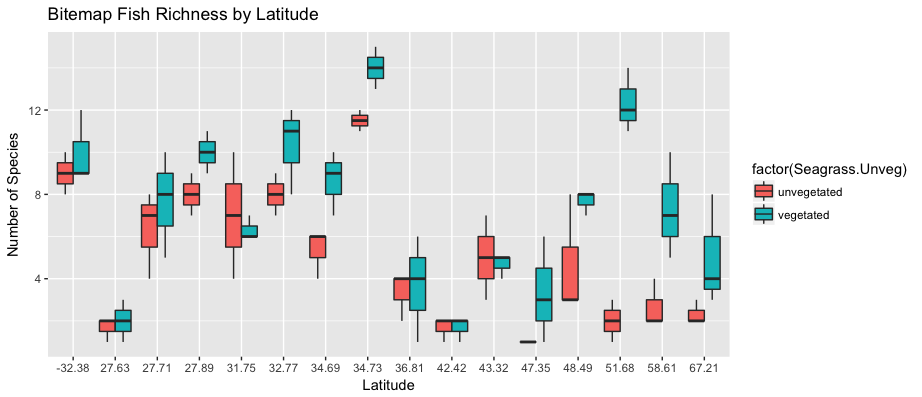 Bitemap Fish Richness by Latitude
Number of Species
12
8
4
-32.38 27.63 27.71 27.89 31.75 32.77 34.69 34.73 36.81 42.42 43.32 47.35 48.49 51.68 58.61 67.21
Latitude
factor(Seagrass.Unveg)
unvegetated
vegetated